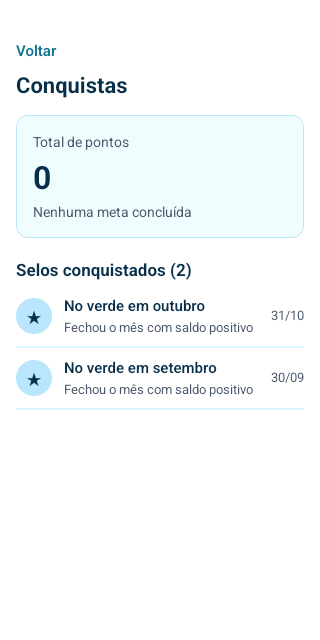 Voltar
Conquistas
Total de pontos
0
Nenhuma meta concluída
Selos conquistados (2)
No verde em outubro
Fechou o mês com saldo positivo
31/10
No verde em setembro
Fechou o mês com saldo positivo
30/09